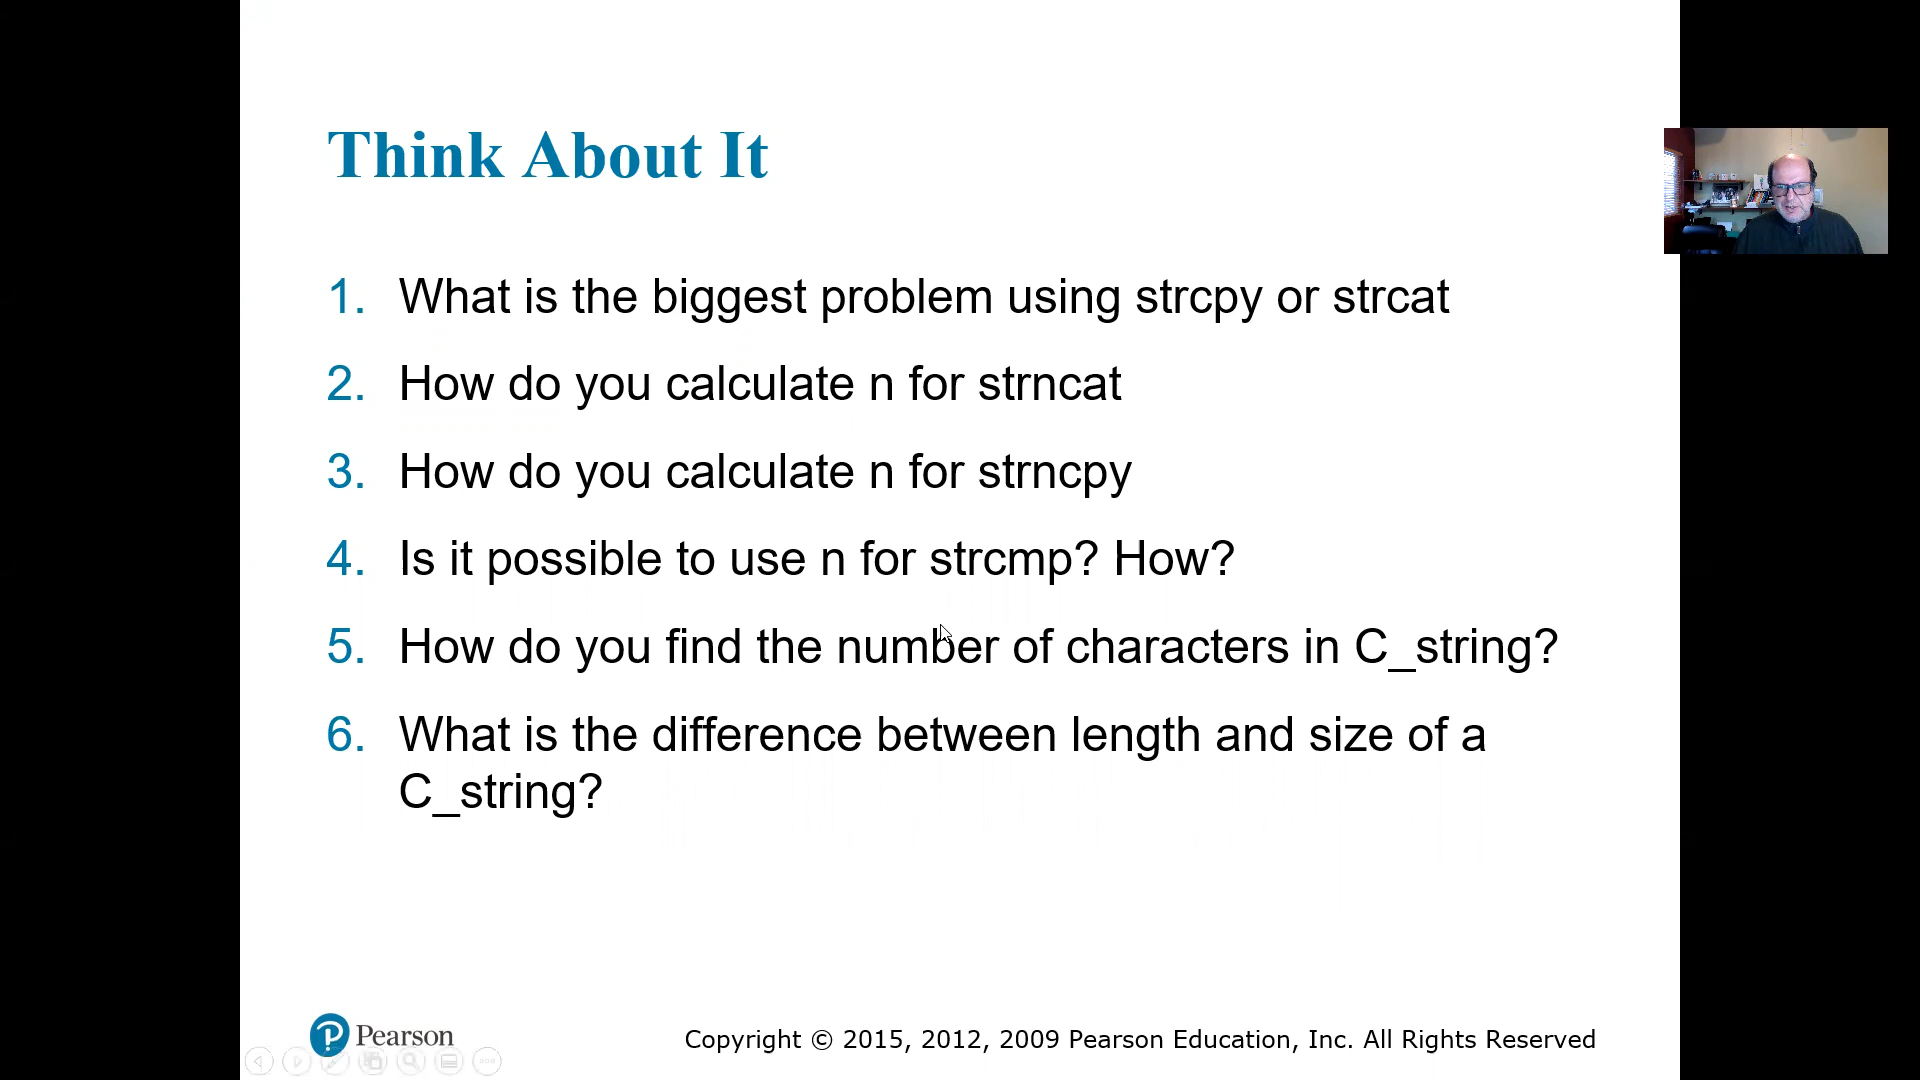 Think About It
1. What is the biggest problem using strcpy or strcat
2. How do you calculate n for strncat
3. How do you calculate n for strncpy
4. Is it possible to use n for strcmp? How?
5. How do you find the number of characters in C_string?
6. What is the difference between length and size of a
C_string?
Pearson
Copyright © 2015, 2012, 2009 Pearson Education, Inc. All Rights Reserved